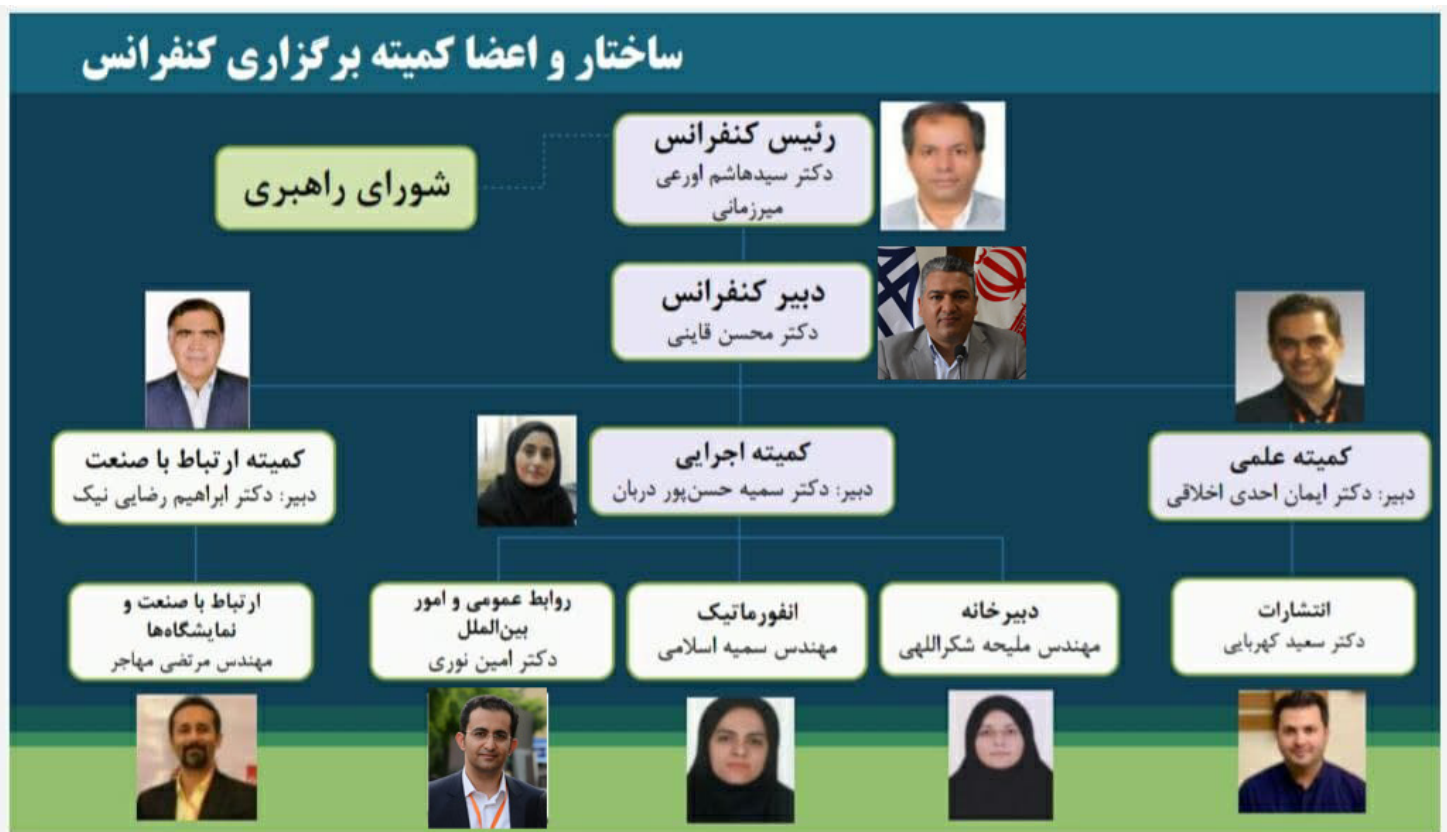 ساختار و اعضا کمیته برگزاری کنفرانس
رئیس کنفرانس
دکتر سیدهاشم اورعی
میرزمانی
شورای راهبری
دبیر کنفرانس
دکتر محسن قاینی
کمیته علمی
دبیر: دکتر ایمان احدی اخلاقی
کمیته اجرایی
دبیر: دکتر سمیه حسن‌پور دربان
کمیته ارتباط با صنعت
دبیر: دکتر ابراهیم رضایی نیک
انتشارات
دکتر سعید کهربایی
دبیرخانه
مهندس ملیحه شکراللهی
انفورماتیک
مهندس سمیه اسلامی
روابط عمومی و امور
بین‌الملل
دکتر امین نوری
ارتباط با صنعت و
نمایشگاه‌ها
مهندس مرتضی مهاجر